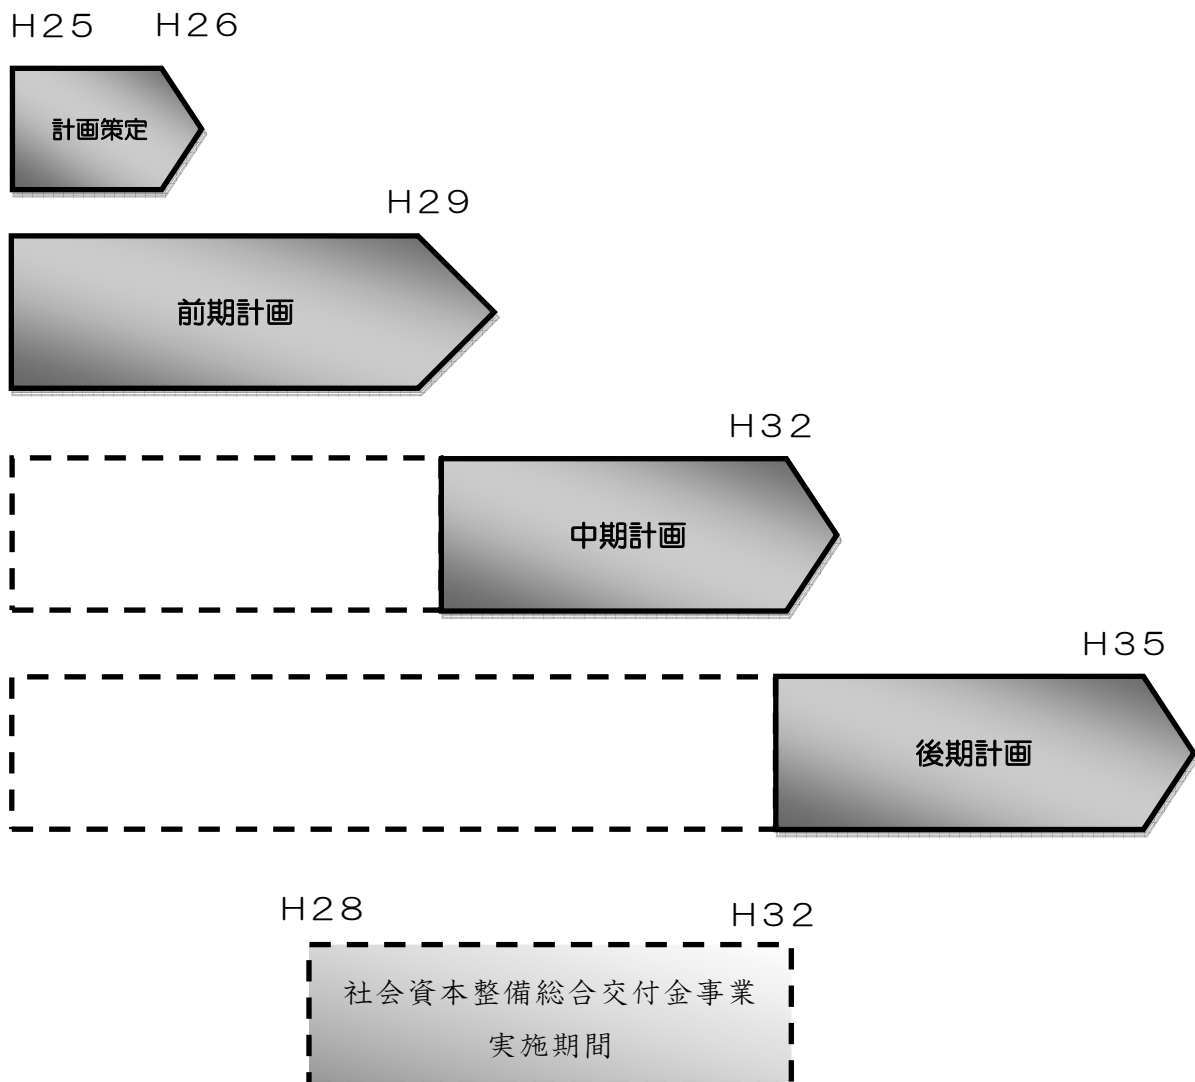 H25 H26
計画策定
H29
前期計画
H32
中期計画
H35
後期計画
H28 H32
社会資本整備総合交付金事業
実施期間